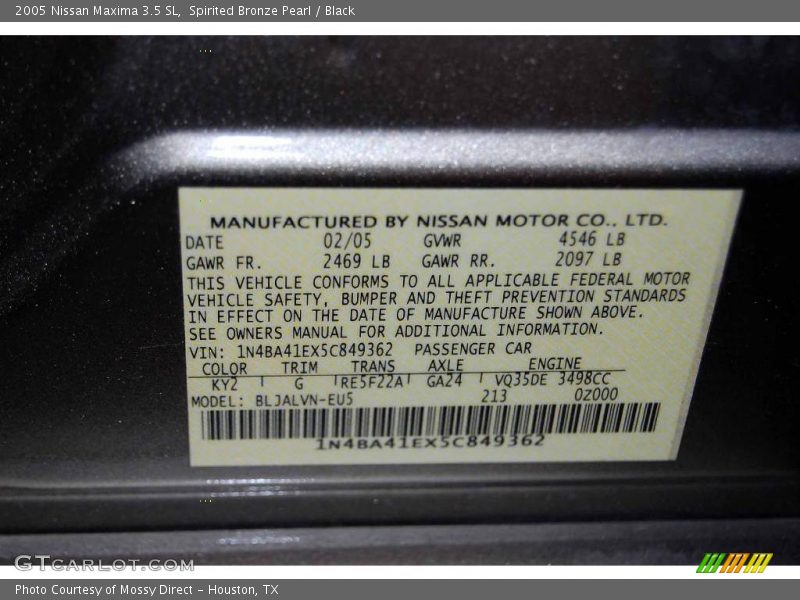 2005 Nissan Maxima 3.5 SL, Spirited Bronze Pearl / Black
MANUFACTURED BY NISSAN MOTOR CO., LTD.
DATE 02/05 GVWR 4546 LB
GAWR FR. 2469 LB GAWR RR. 2097 LB
THIS VEHICLE CONFORMS TO ALL APPLICABLE FEDERAL MOTOR
VEHICLE SAFETY, BUMPER AND THEFT PREVENTION STANDARDS
IN EFFECT ON THE DATE OF MANUFACTURE SHOWN ABOVE.
SEE OWNERS MANUAL FOR ADDITIONAL INFORMATION.
VIN: 1N4BA41EX5C849362 PASSENGER CAR
COLOR TRIM TRANS AXLE ENGINE
KY2 G RE5F22A GA24 VQ35DE 3498CC
MODEL: BLJALVN-EU5 213 0Z000
1N4BA41EX5C849362
GTCARLOT.COM
Photo Courtesy of Mossy Direct - Houston, TX